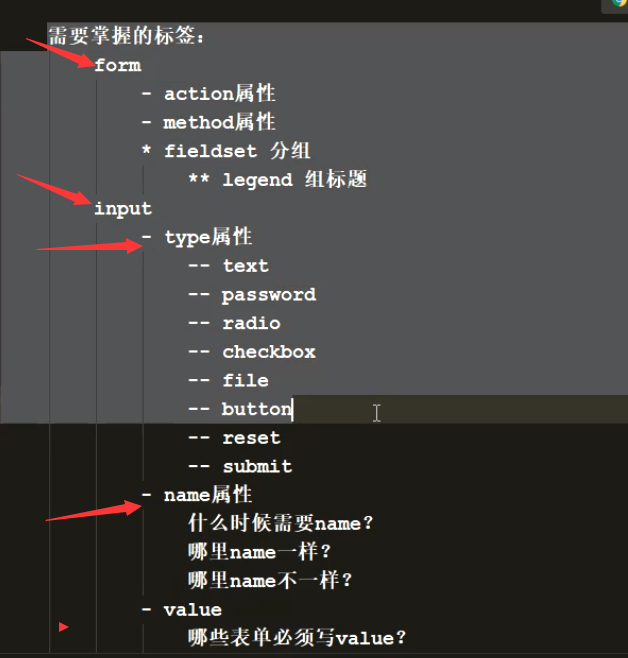 需要掌握的标签:
form
- action属性
- method属性
* fieldset 分组
** legend 组标题
input
- type属性
-- text
-- password
-- radio
-- checkbox
-- file
-- button
-- reset
-- submit
- name属性
什么时候需要name?
哪里name一样?
哪里name不一样?
- value
哪些表单必须写value?